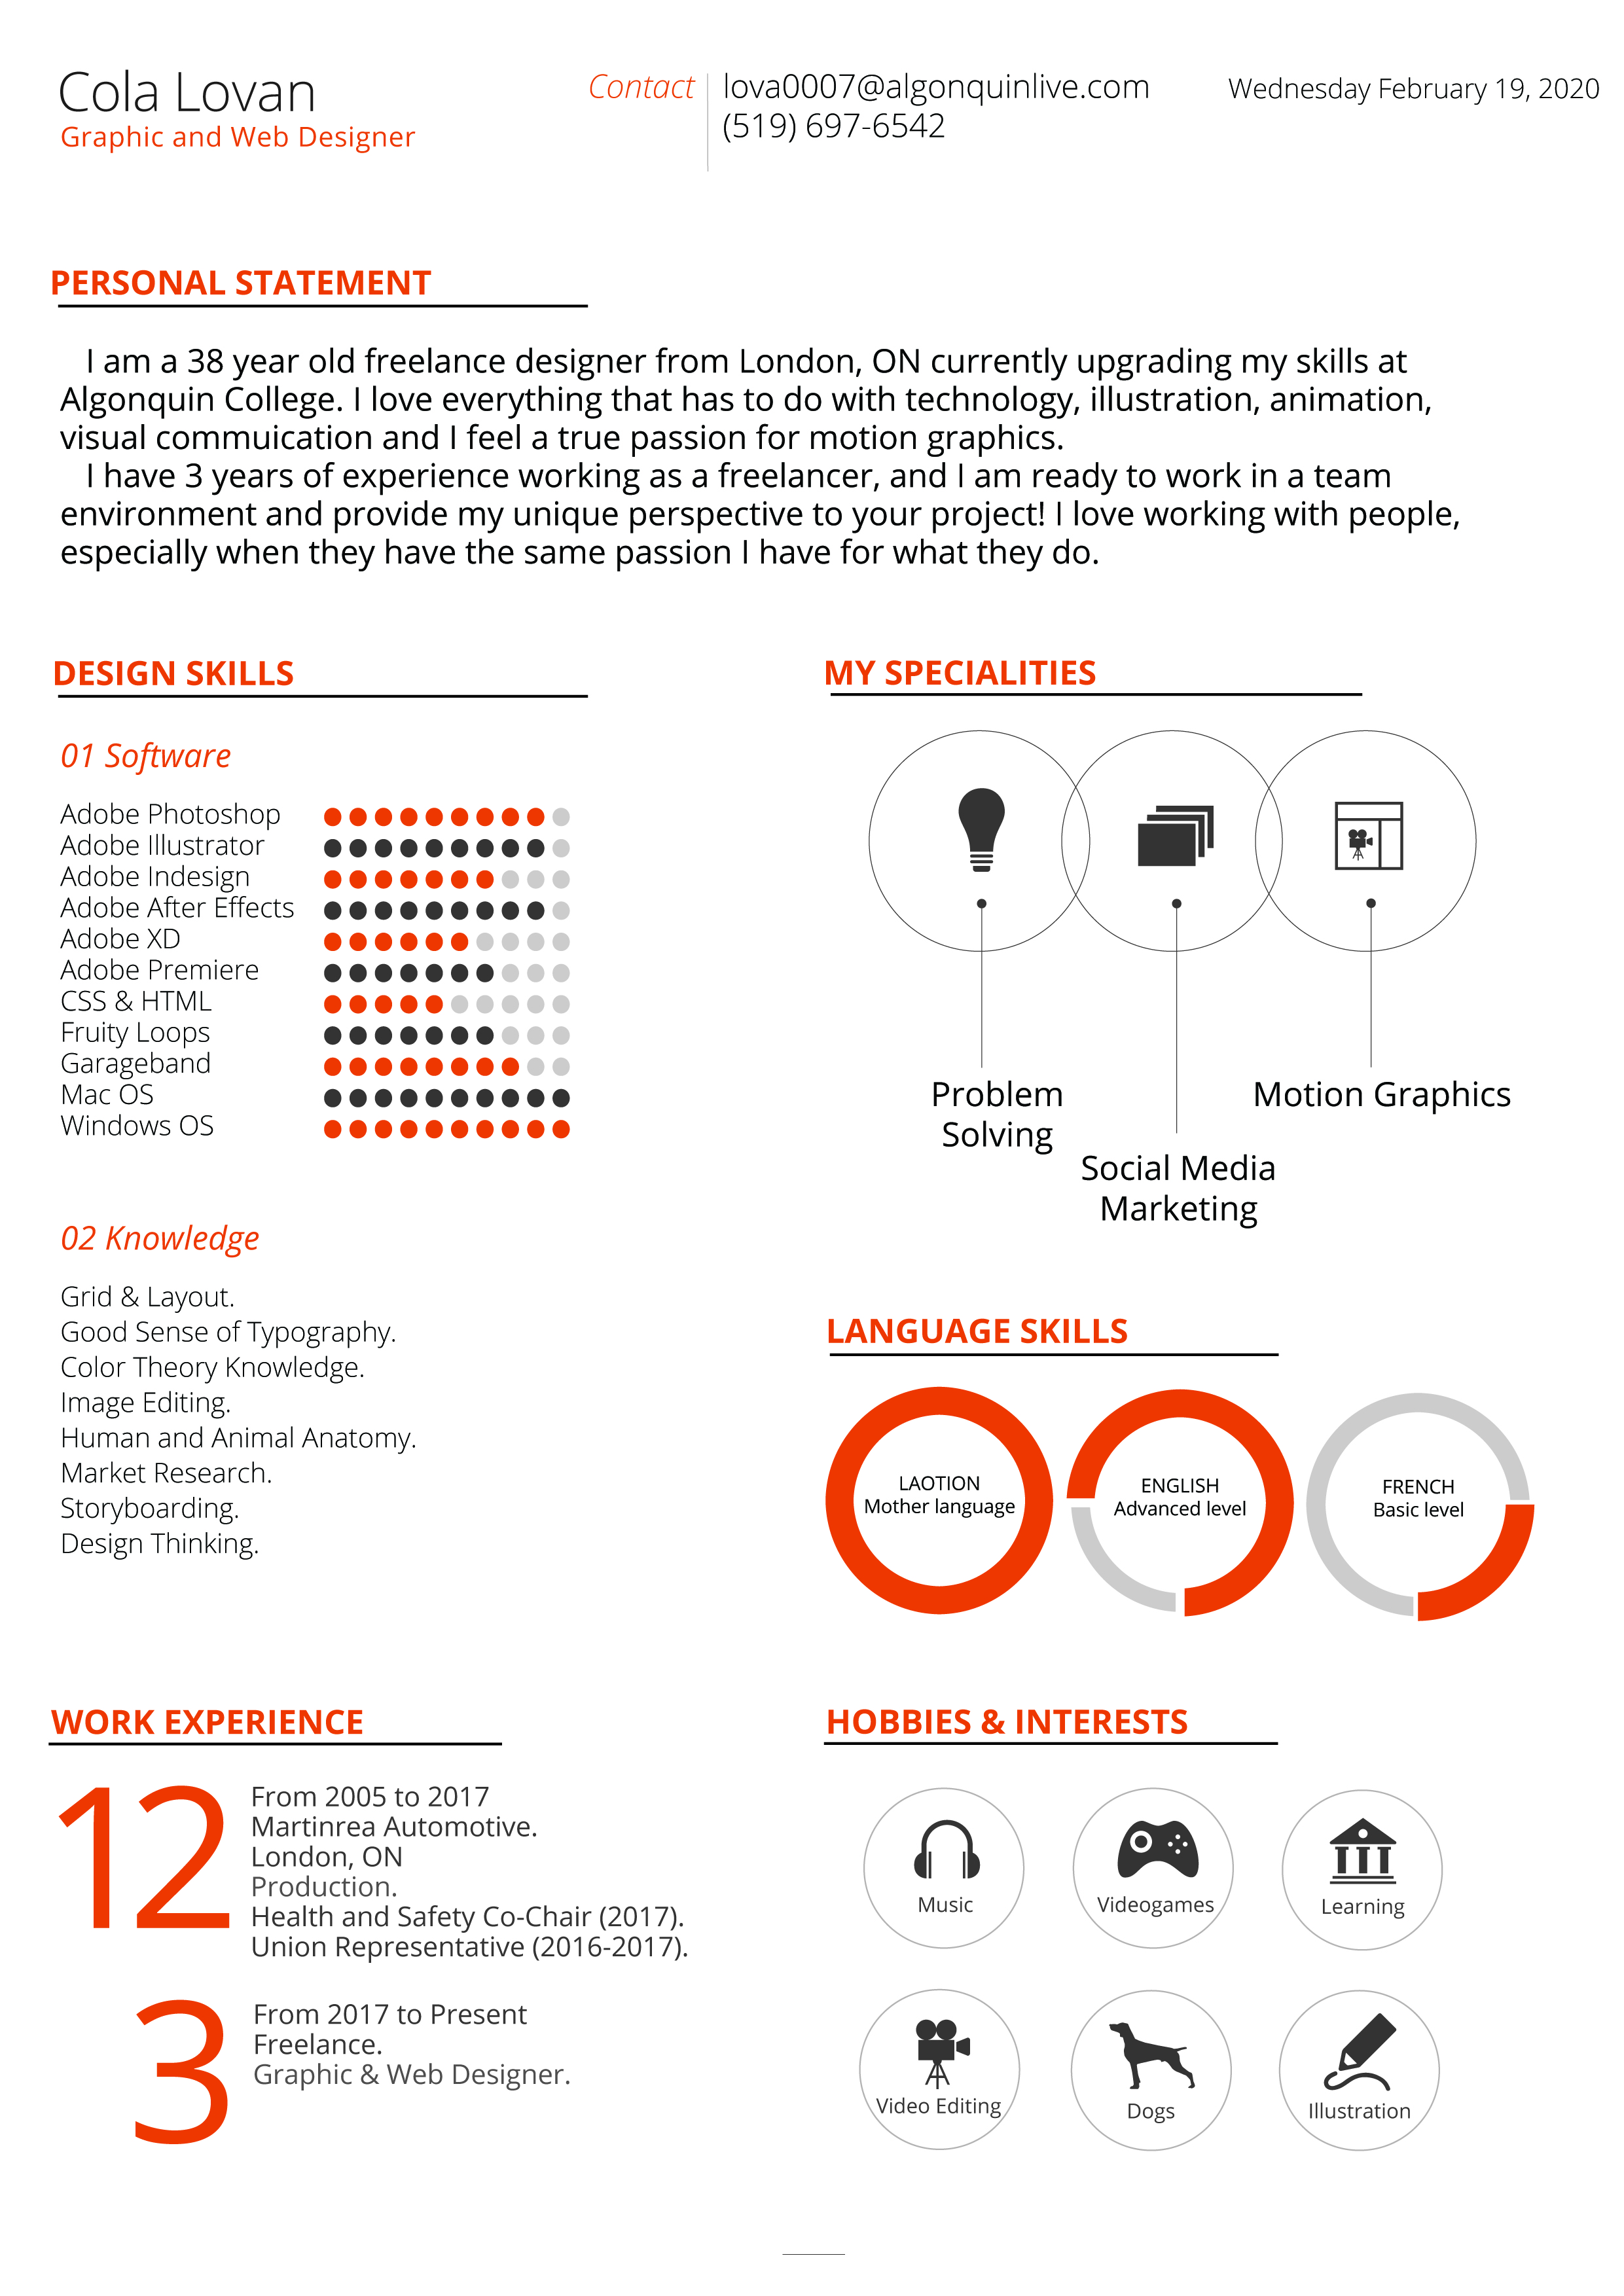 Cola Lovan
Graphic and Web Designer
Contact
lova0007@algonquinlive.com
(519) 697-6542
Wednesday February 19, 2020
PERSONAL STATEMENT
I am a 38 year old freelance designer from London, ON currently upgrading my skills at
Algonquin College. I love everything that has to do with technology, illustration, animation,
visual commuication and I feel a true passion for motion graphics.
I have 3 years of experience working as a freelancer, and I am ready to work in a team
environment and provide my unique perspective to your project! I love working with people,
especially when they have the same passion I have for what they do.
DESIGN SKILLS
01 Software
Adobe Photoshop
Adobe Illustrator
Adobe Indesign
Adobe After Effects
Adobe XD
Adobe Premiere
CSS & HTML
Fruity Loops
Garageband
Mac OS
Windows OS
02 Knowledge
Grid & Layout.
Good Sense of Typography.
Color Theory Knowledge.
Image Editing.
Human and Animal Anatomy.
Market Research.
Storyboarding.
Design Thinking.
MY SPECIALITIES
Problem
Solving
Social Media
Marketing
Motion Graphics
LANGUAGE SKILLS
LAOTION
Mother language
ENGLISH
Advanced level
FRENCH
Basic level
WORK EXPERIENCE
12
From 2005 to 2017
Martinrea Automotive.
London, ON
Production.
Health and Safety Co-Chair (2017).
Union Representative (2016-2017).
3
From 2017 to Present
Freelance.
Graphic & Web Designer.
HOBBIES & INTERESTS
Music
Videogames
Learning
Video Editing
Dogs
Illustration